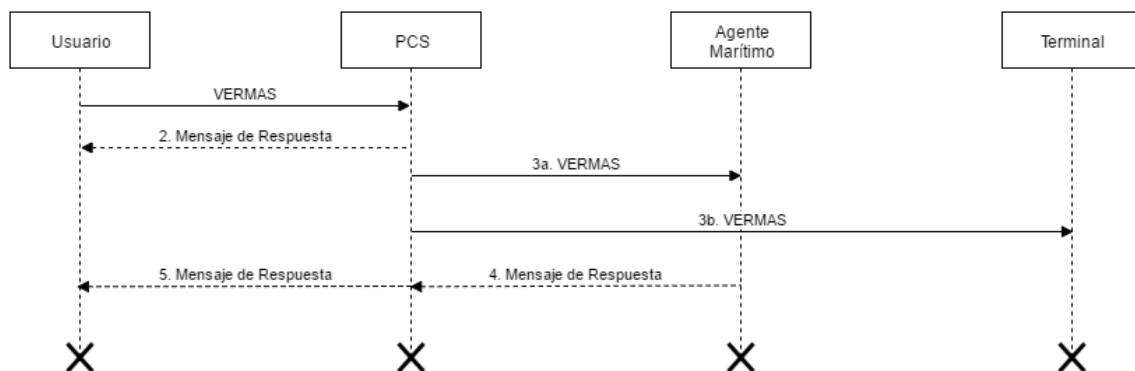 Usuario
PCS
Agente
Marítimo
Terminal
VERMAS
2. Mensaje de Respuesta
3a. VERMAS
3b. VERMAS
5. Mensaje de Respuesta
4. Mensaje de Respuesta